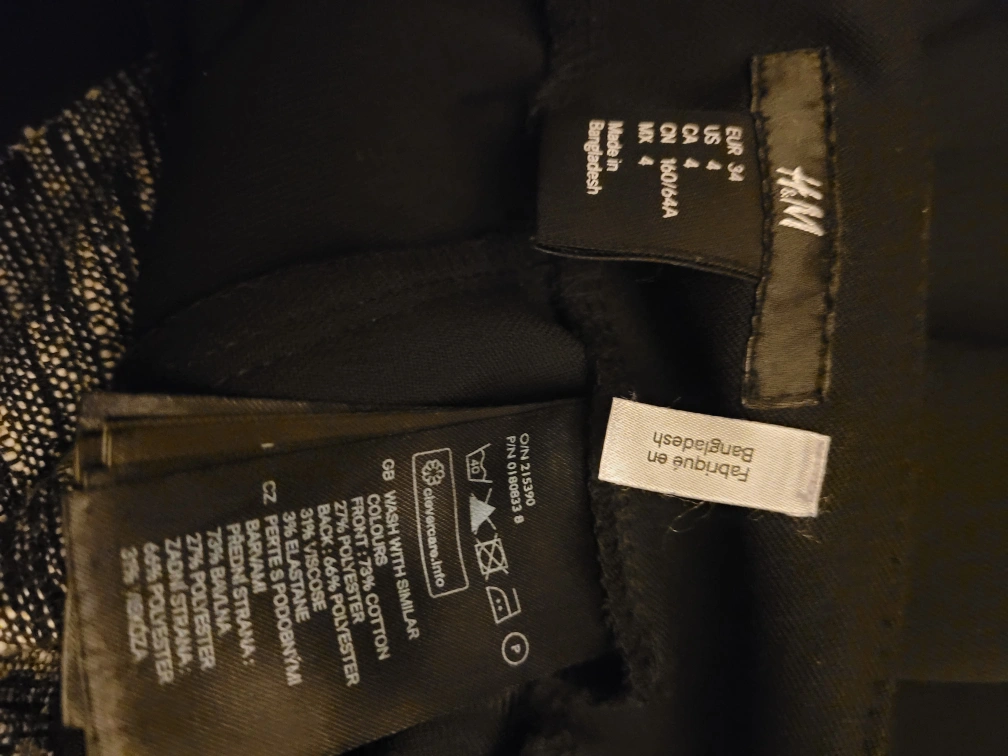 H&M
EUR 34
US 4
CA 4
CN 160/64A
MX 4
Made in
Bangladesh
Fabriqué en
Bangladesh
O/N 215390
P/N 0180833 8
40
P
clevercare.info
GB WASH WITH SIMILAR
COLOURS
FRONT : 73% COTTON
27% POLYESTER
BACK : 66% POLYESTER
31% VISCOSE
3% ELASTANE
CZ PERTE S PODOBNÝMI
BARVAMI
PŘEDNÍ STRANA :
73% BAVLNA
27% POLYESTER
ZADNÍ STRANA :
66% POLYESTER
31% VISKÓZA